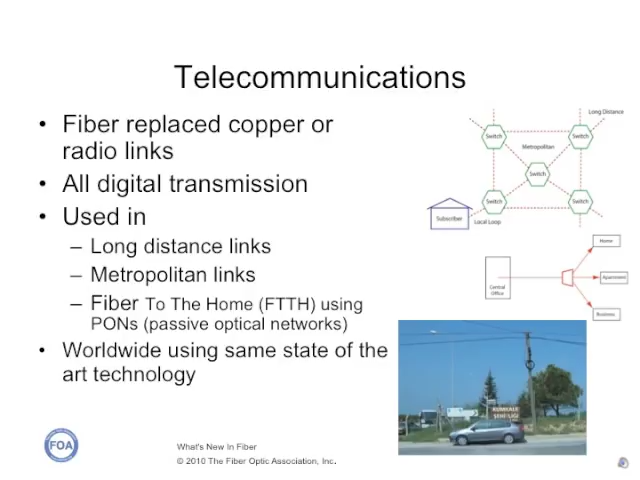 Telecommunications
• Fiber replaced copper or
radio links
• All digital transmission
• Used in
– Long distance links
– Metropolitan links
– Fiber To The Home (FTTH) using
PONs (passive optical networks)
• Worldwide using same state of the
art technology
Long Distance
Switch
Switch
Metropolitan
Switch
Switch
Switch
Subscriber
Local Loop
Home
Central
Office
Apartment
Business
FOA
What's New In Fiber
© 2010 The Fiber Optic Association, Inc.